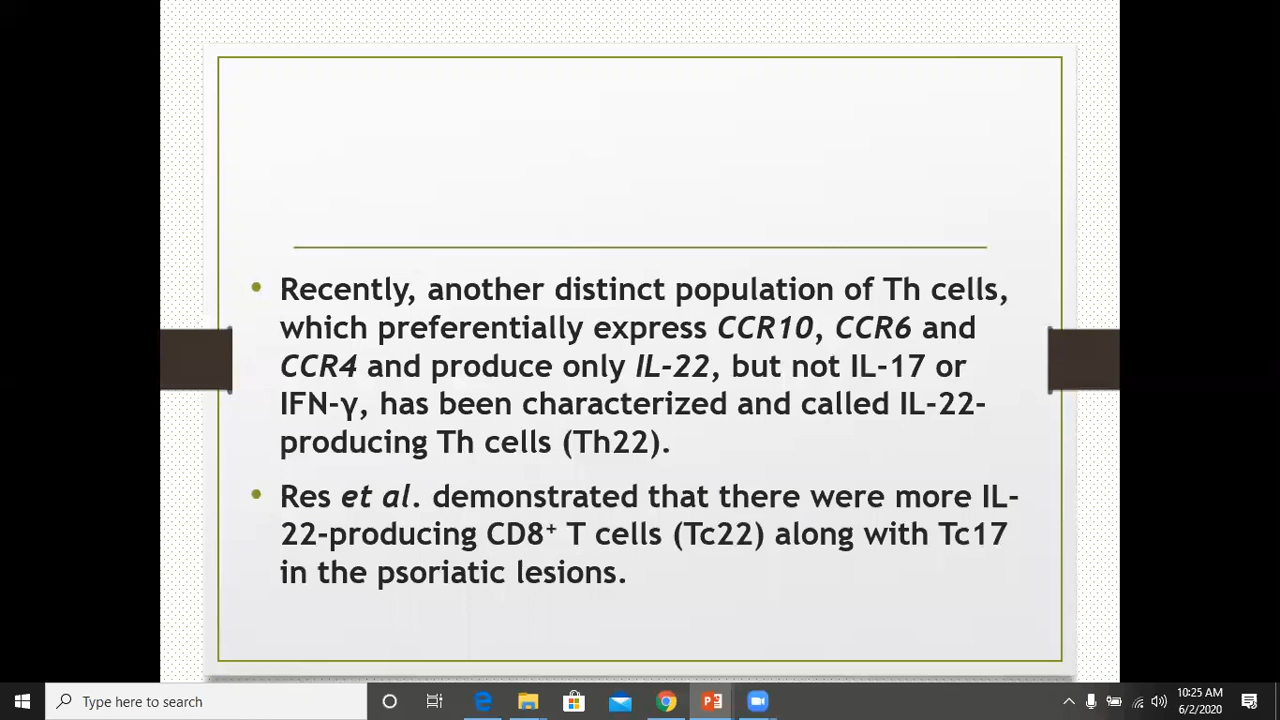 • Recently, another distinct population of Th cells,
which preferentially express CCR10, CCR6 and
CCR4 and produce only IL-22, but not IL-17 or
IFN-γ, has been characterized and called IL-22-
producing Th cells (Th22).
• Res et al. demonstrated that there were more IL-
22-producing CD8⁺ T cells (Tc22) along with Tc17
in the psoriatic lesions.
Type here to search
10:25 AM
6/2/2020